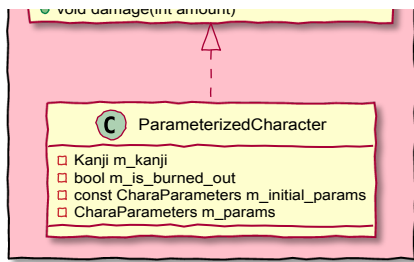 void damage(int amount)
C ParameterizedCharacter
Kanji m_kanji
bool m_is_burned_out
const CharaParameters m_initial_params
CharaParameters m_params